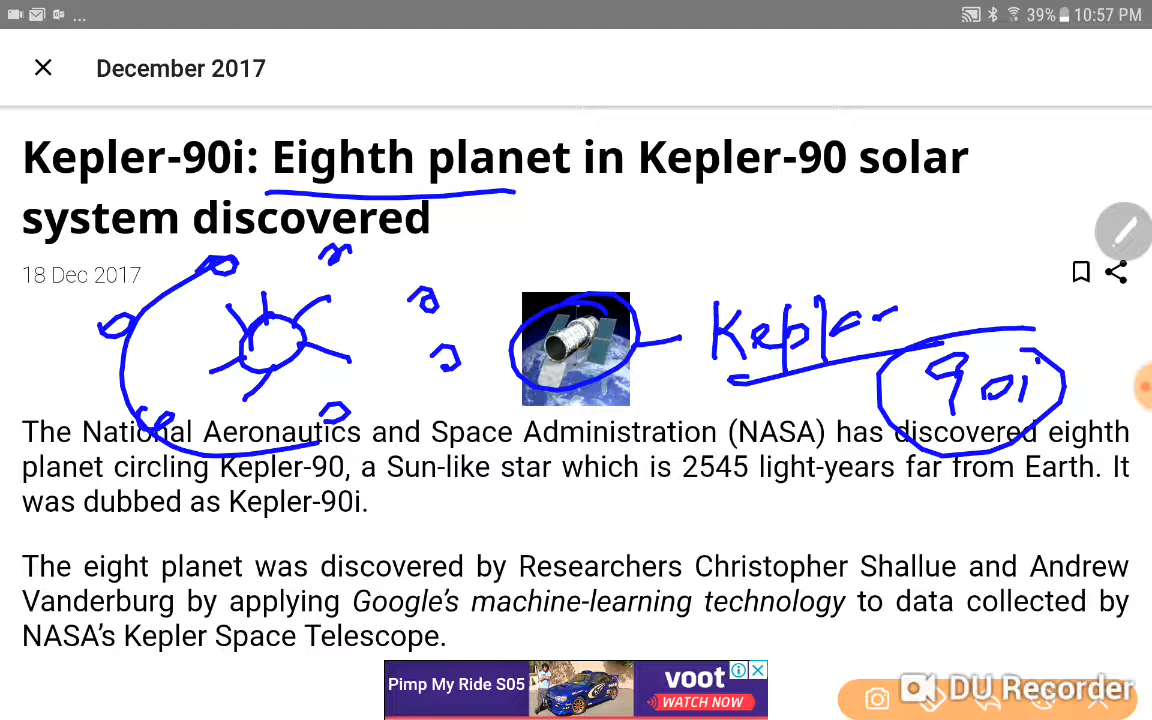 ... 39% 10:57 PM
December 2017
Kepler-90i: Eighth planet in Kepler-90 solar
system discovered
18 Dec 2017
Kepler
90i
The National Aeronautics and Space Administration (NASA) has discovered eighth
planet circling Kepler-90, a Sun-like star which is 2545 light-years far from Earth. It
was dubbed as Kepler-90i.
The eight planet was discovered by Researchers Christopher Shallue and Andrew
Vanderburg by applying Google's machine-learning technology to data collected by
NASA's Kepler Space Telescope.
Pimp My Ride S05
voot
WATCH NOW
DU Recorder